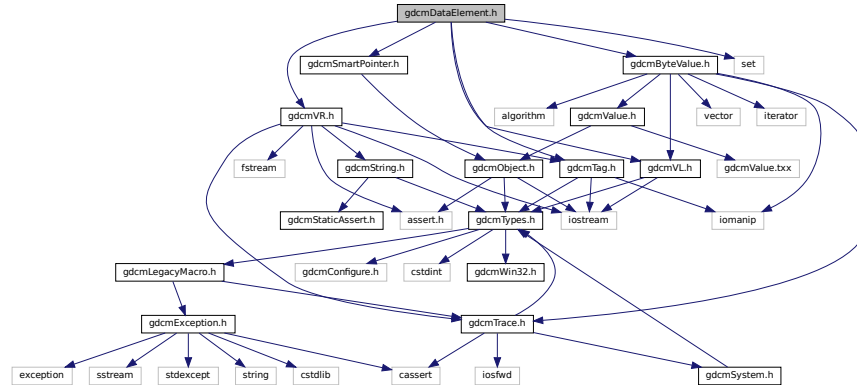 gdcmDataElement.h
gdcmSmartPointer.h
gdcmByteValue.h
set
gdcmVR.h
algorithm
gdcmValue.h
vector
iterator
fstream
gdcmString.h
gdcmObject.h
gdcmTag.h
gdcmVL.h
gdcmValue.txx
gdcmStaticAssert.h
assert.h
gdcmTypes.h
iostream
iomanip
gdcmLegacyMacro.h
gdcmConfigure.h
cstdint
gdcmWin32.h
gdcmException.h
gdcmTrace.h
exception
sstream
stdexcept
string
cstdlib
cassert
iosfwd
gdcmSystem.h